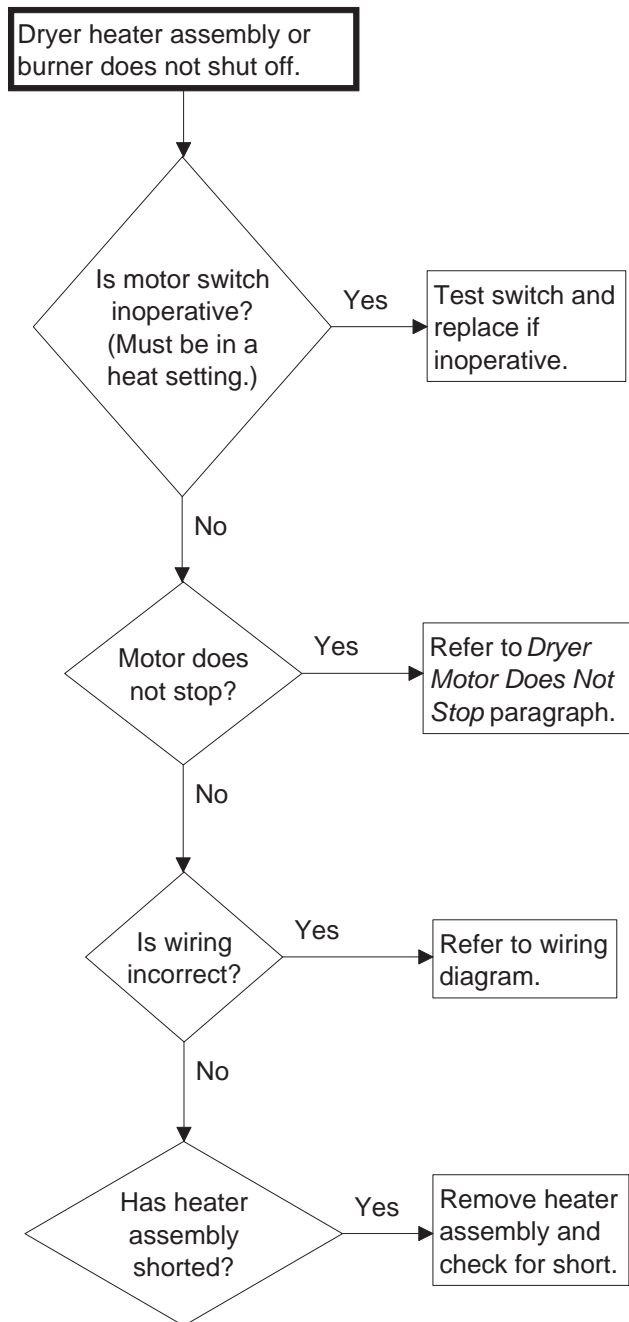 Dryer heater assembly or
burner does not shut off.
Is motor switch
inoperative?
(Must be in a
heat setting.)
Yes
Test switch and
replace if
inoperative.
No
Motor does
not stop?
Yes
Refer to Dryer
Motor Does Not
Stop paragraph.
No
Is wiring
incorrect?
Yes
Refer to wiring
diagram.
No
Has heater
assembly
shorted?
Yes
Remove heater
assembly and
check for short.